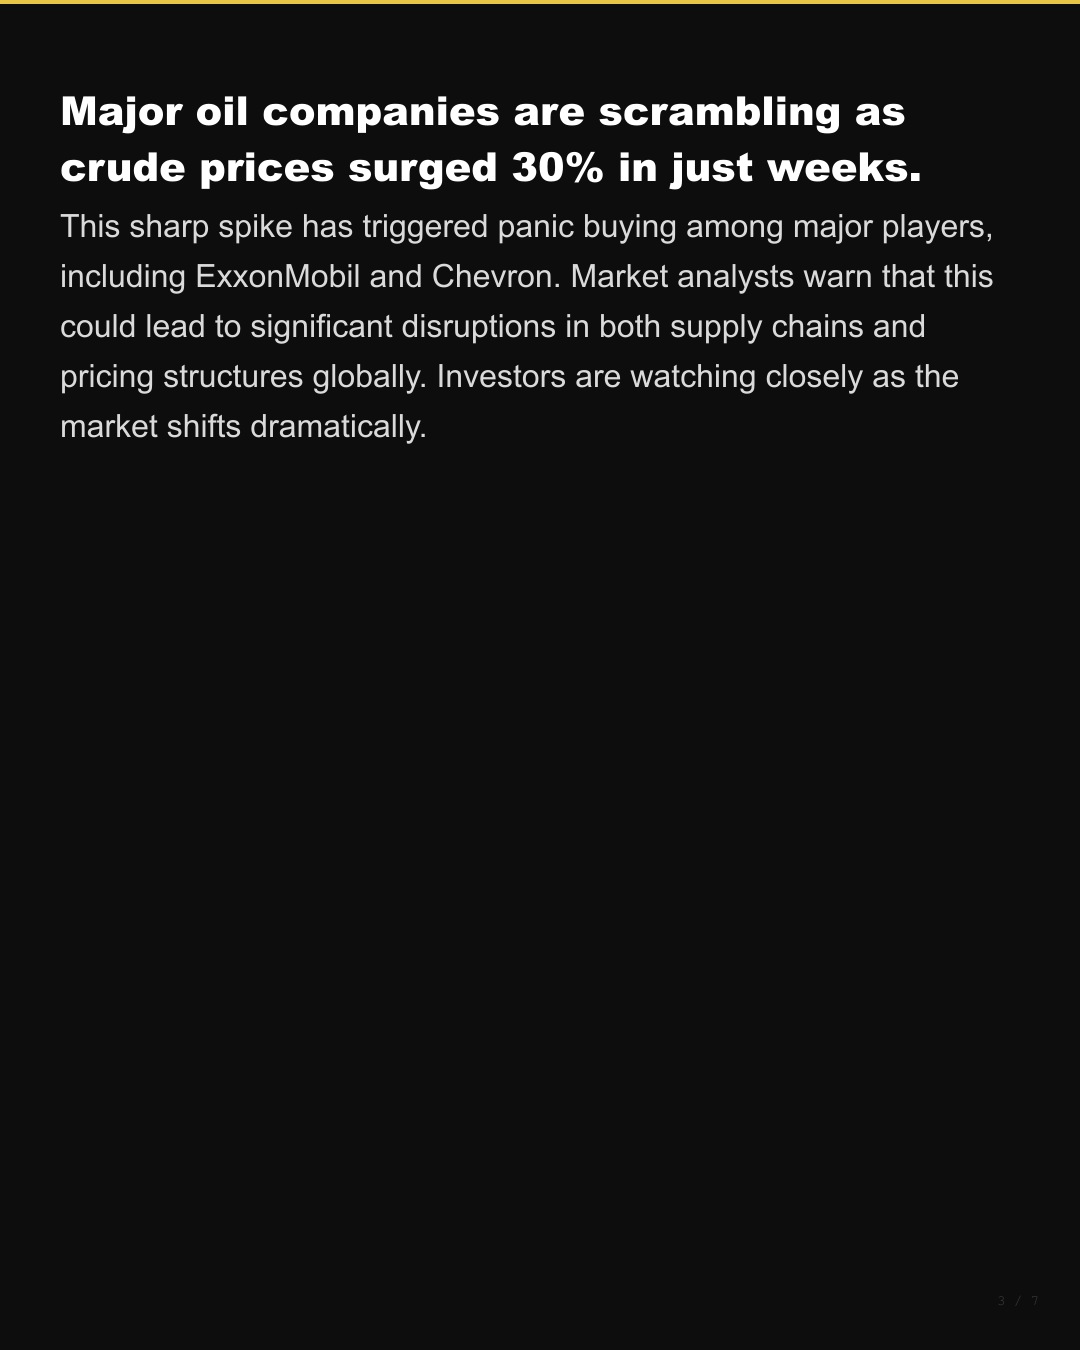 Major oil companies are scrambling as
crude prices surged 30% in just weeks.
This sharp spike has triggered panic buying among major players,
including ExxonMobil and Chevron. Market analysts warn that this
could lead to significant disruptions in both supply chains and
pricing structures globally. Investors are watching closely as the
market shifts dramatically.
3 / 7